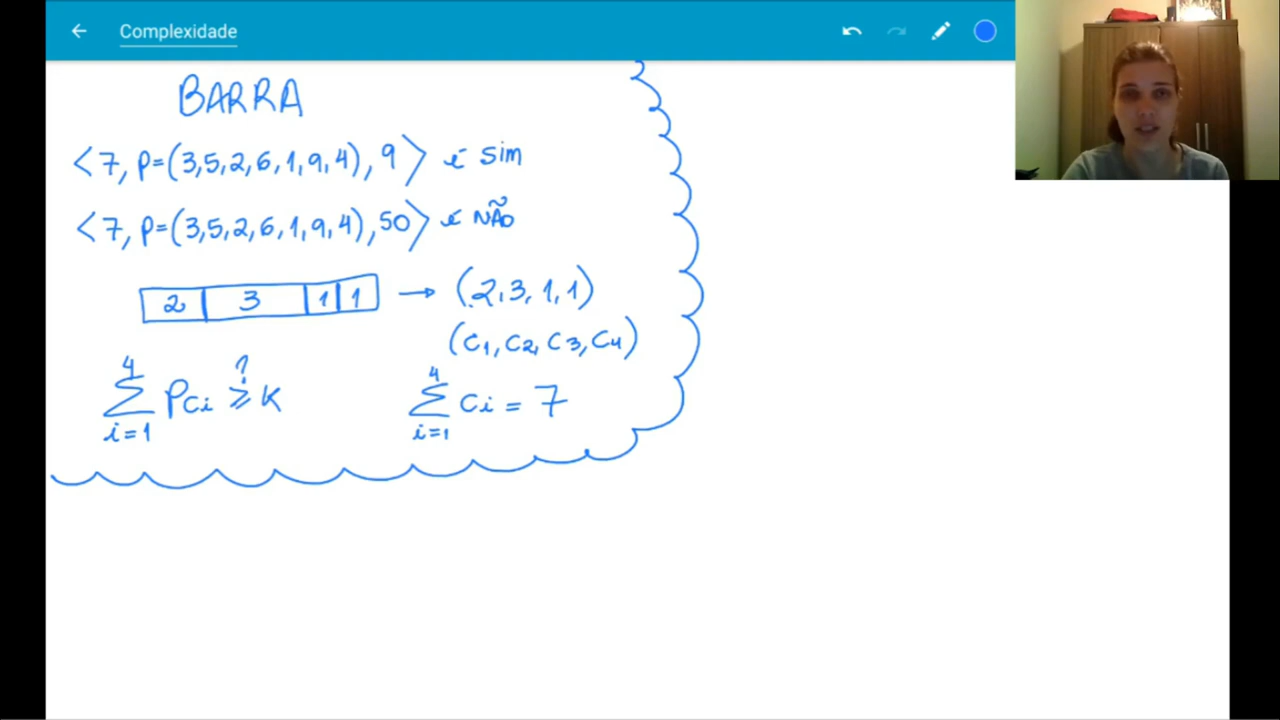 Complexidade
BARRA
<7, P=(3,5,2,6,1,9,4), 9> é sim
<7, P=(3,5,2,6,1,9,4), 50> é NÃO
2 3 1 1 → (2,3,1,1)
(C1, C2, C3, C4)
4 ∑ i=1 PCi ≥? K
4 ∑ i=1 Ci = 7